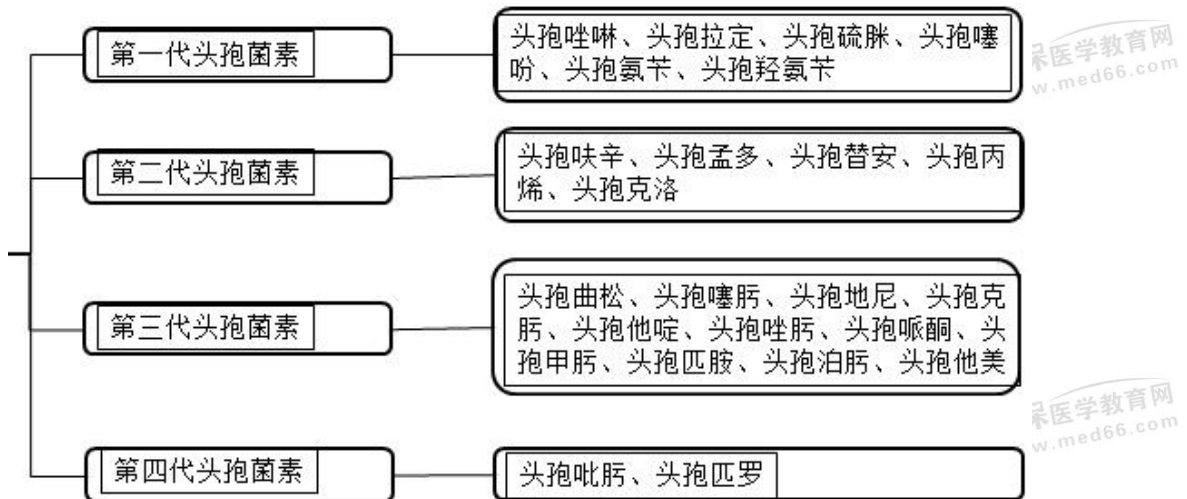 第一代头孢菌素
头孢唑啉、头孢拉定、头孢硫脒、头孢噻
吩、头孢氨苄、头孢羟氨苄
第二代头孢菌素
头孢呋辛、头孢孟多、头孢替安、头孢丙
烯、头孢克洛
第三代头孢菌素
头孢曲松、头孢噻肟、头孢地尼、头孢克
肟、头孢他啶、头孢唑肟、头孢哌酮、头
孢甲肟、头孢匹胺、头孢泊肟、头孢他美
第四代头孢菌素
头孢吡肟、头孢匹罗
医学教育网
w.med66.com
医学教育网
w.med66.com